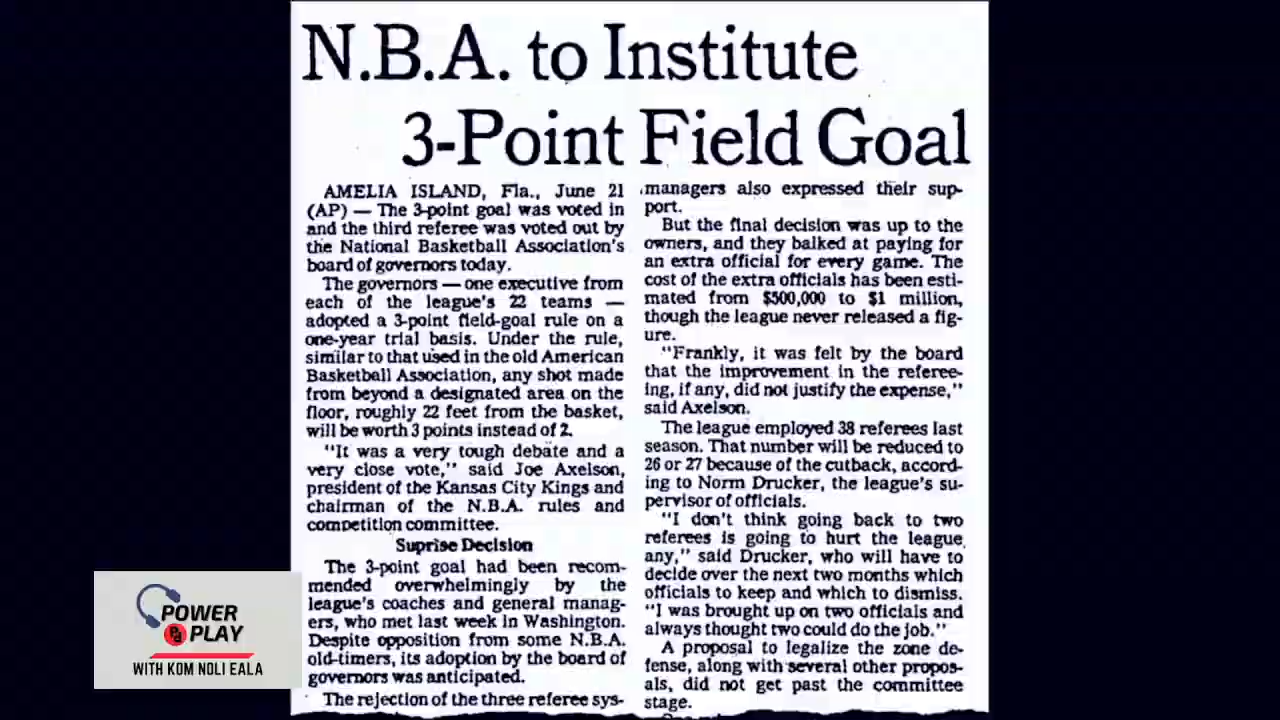 N.B.A. to Institute
3-Point Field Goal
AMELIA ISLAND, Fla., June 21
(AP) — The 3-point goal was voted in
and the third referee was voted out by
the National Basketball Association's
board of governors today.
The governors — one executive from
each of the league's 22 teams —
adopted a 3-point field-goal rule on a
one-year trial basis. Under the rule,
similar to that used in the old American
Basketball Association, any shot made
from beyond a designated area on the
floor, roughly 22 feet from the basket,
will be worth 3 points instead of 2.
"It was a very tough debate and a
very close vote," said Joe Axelson,
president of the Kansas City Kings and
chairman of the N.B.A. rules and
competition committee.
Suprise Decision
The 3-point goal had been recom-
mended overwhelmingly by the
league's coaches and general manag-
ers, who met last week in Washington.
Despite opposition from some N.B.A.
old-timers, its adoption by the board of
governors was anticipated.
The rejection of the three referee sys-
managers also expressed their sup-
port.
But the final decision was up to the
owners, and they balked at paying for
an extra official for every game. The
cost of the extra officials has been esti-
mated from $500,000 to $1 million,
though the league never released a fig-
ure.
"Frankly, it was felt by the board
that the improvement in the referee-
ing, if any, did not justify the expense,"
said Axelson.
The league employed 38 referees last
season. That number will be reduced to
26 or 27 because of the cutback, accord-
ing to Norm Drucker, the league's su-
pervisor of officials.
"I don't think going back to two
referees is going to hurt the league
any," said Drucker, who will have to
decide over the next two months which
officials to keep and which to dismiss.
"I was brought up on two officials and
always thought two could do the job."
A proposal to legalize the zone de-
fense, along with several other propos-
als, did not get past the committee
stage.
POWER
PLAY
WITH KOM NOLI EALA